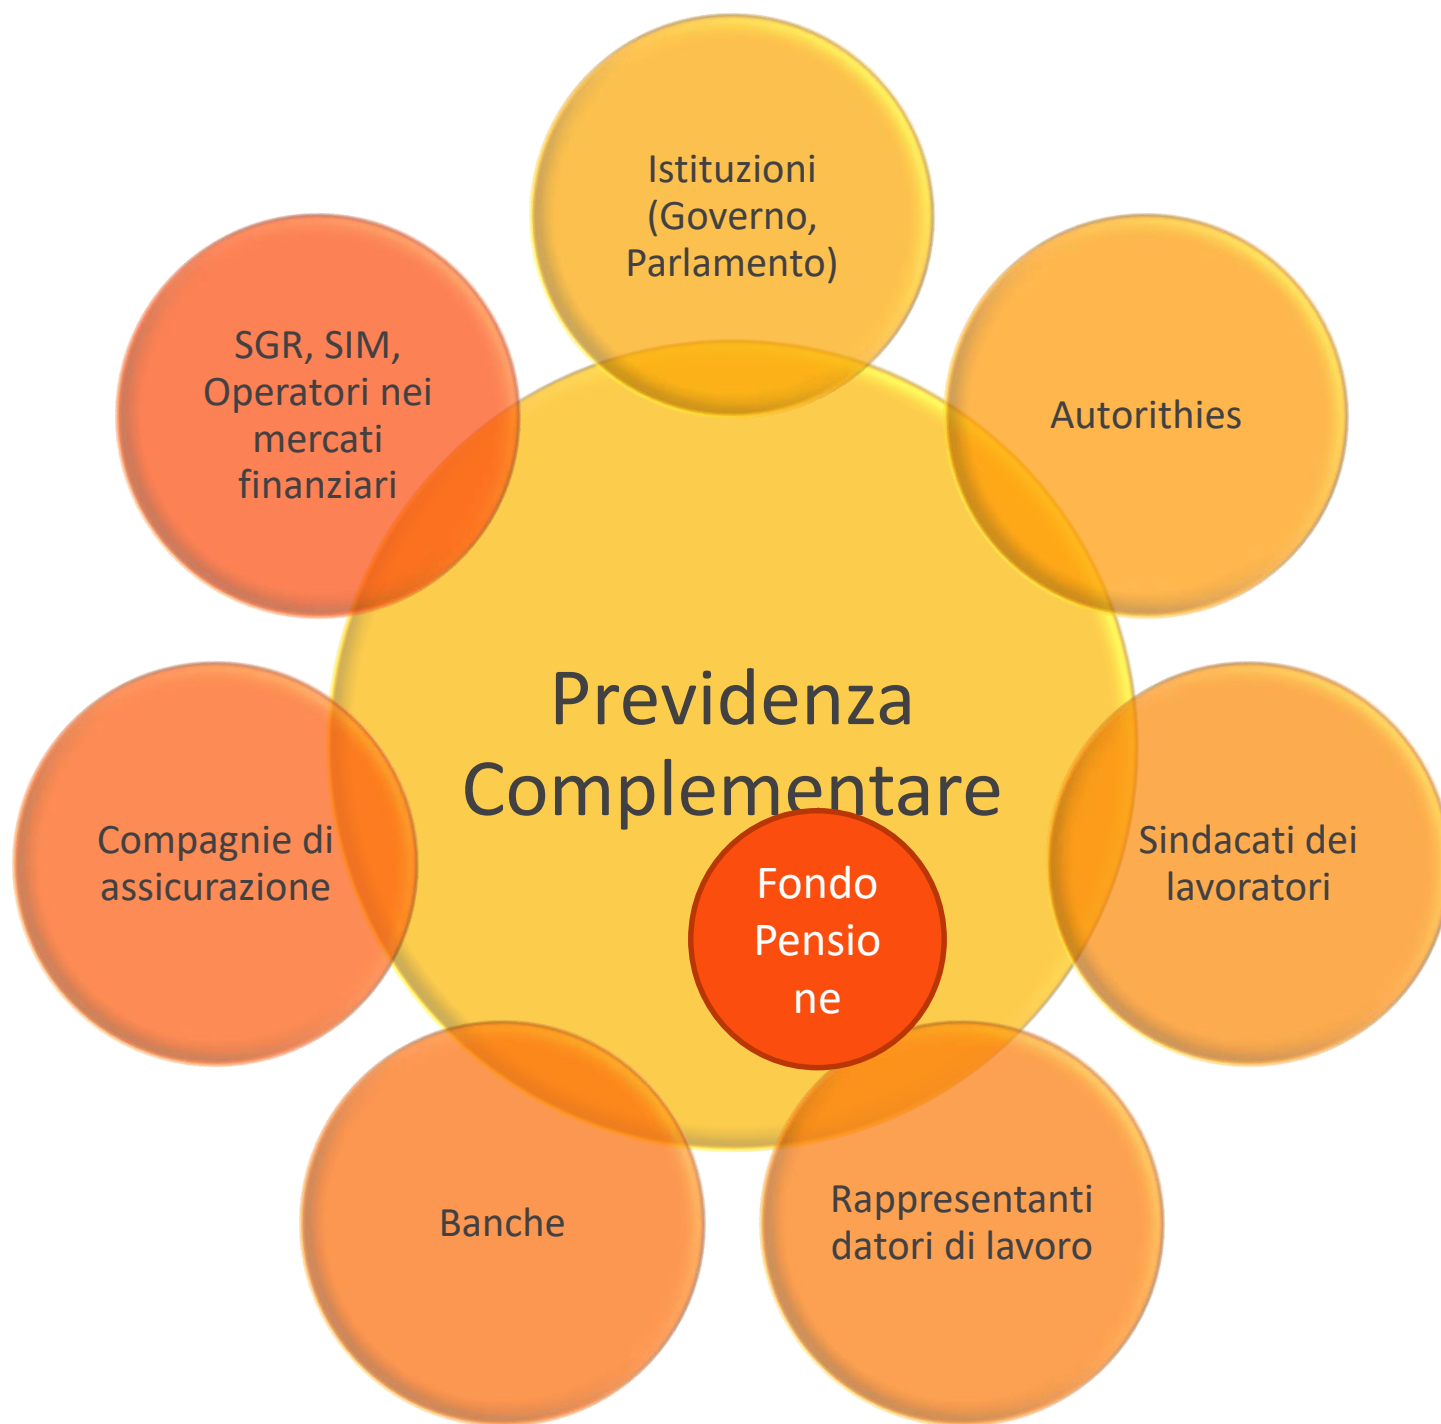 Istituzioni
(Governo,
Parlamento)
SGR, SIM,
Operatori nei
mercati
finanziari
Autorithies
Previdenza
Complementare
Compagnie di
assicurazione
Sindacati dei
lavoratori
Fondo
Pensio
ne
Banche
Rappresentanti
datori di lavoro